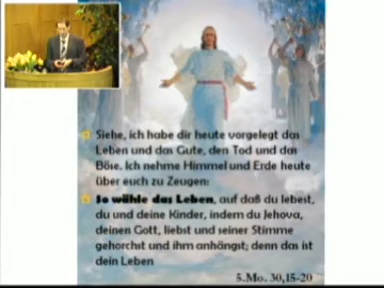 Siehe, ich habe dir heute vorgelegt das
Leben und das Gute, den Tod und das
Böse. Ich nehme Himmel und Erde heute
über euch zu Zeugen:
So wähle das Leben, auf daß du lebest,
du und deine Kinder, indem du Jehova,
deinen Gott, liebst und seiner Stimme
gehorchst und ihm anhängst; denn das ist
dein Leben
5.Mo. 30,15-20